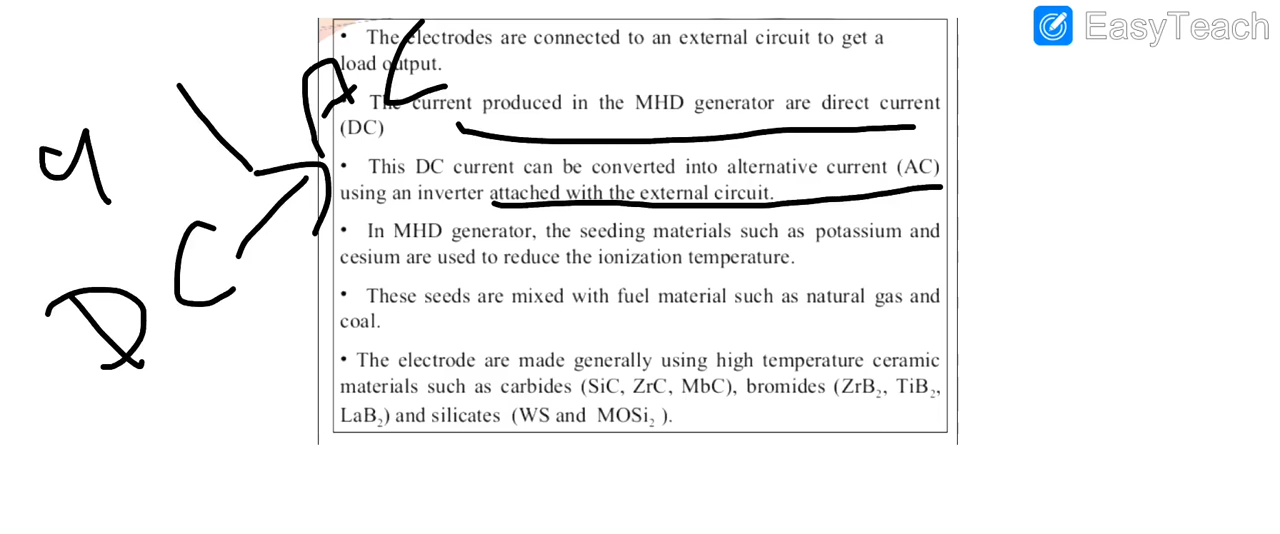 EasyTeach
• The electrodes are connected to an external circuit to get a
load output.
The current produced in the MHD generator are direct current
(DC)
• This DC current can be converted into alternative current (AC)
using an inverter attached with the external circuit.
• In MHD generator, the seeding materials such as potassium and
cesium are used to reduce the ionization temperature.
• These seeds are mixed with fuel material such as natural gas and
coal.
• The electrode are made generally using high temperature ceramic
materials such as carbides (SiC, ZrC, MbC), bromides (ZrB₂, TiB₂,
LaB₂) and silicates (WS and MOSi₂ ).
AC
DC